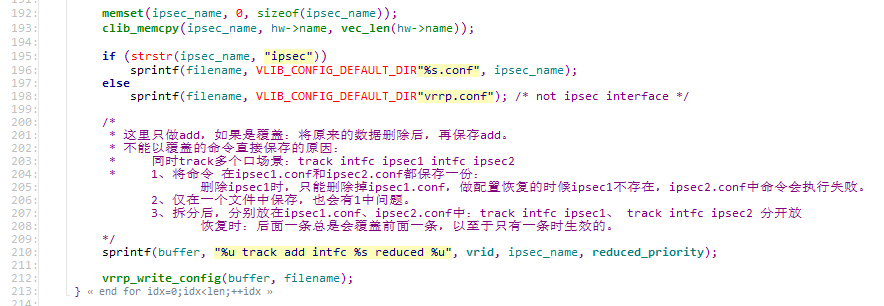 192: memset(ipsec_name, 0, sizeof(ipsec_name));
193: clib_memcpy(ipsec_name, hw->name, vec_len(hw->name));
194:
195: if (strstr(ipsec_name, "ipsec"))
196: sprintf(filename, VLIB_CONFIG_DEFAULT_DIR"%s.conf", ipsec_name);
197: else
198: sprintf(filename, VLIB_CONFIG_DEFAULT_DIR"vrrp.conf"); /* not ipsec interface */
199:
200: /*
201: * 这里只做add，如果是覆盖：将原来的数据删除后，再保存add。
202: * 不能以覆盖的命令直接保存的原因：
203: * 同时track多个口场景：track intfc ipsec1 intfc ipsec2
204: * 1、将命令 在ipsec1.conf和ipsec2.conf都保存一份：
205: 删除ipsec1时，只能删除掉ipsec1.conf，做配置恢复的时候ipsec1不存在，ipsec2.conf中命令会执行失败。
206: 2、仅在一个文件中保存，也会有1中问题。
207: 3、拆分后，分别放在ipsec1.conf、ipsec2.conf中：track intfc ipsec1、 track intfc ipsec2 分开放
208: 恢复时：后面一条总是会覆盖前面一条，以至于只有一条时生效的。
209: */
210: sprintf(buffer, "%u track add intfc %s reduced %u", vrid, ipsec_name, reduced_priority);
211:
212: vrrp_write_config(buffer, filename);
213: } « end for idx=0;idx<len;++idx »
214: